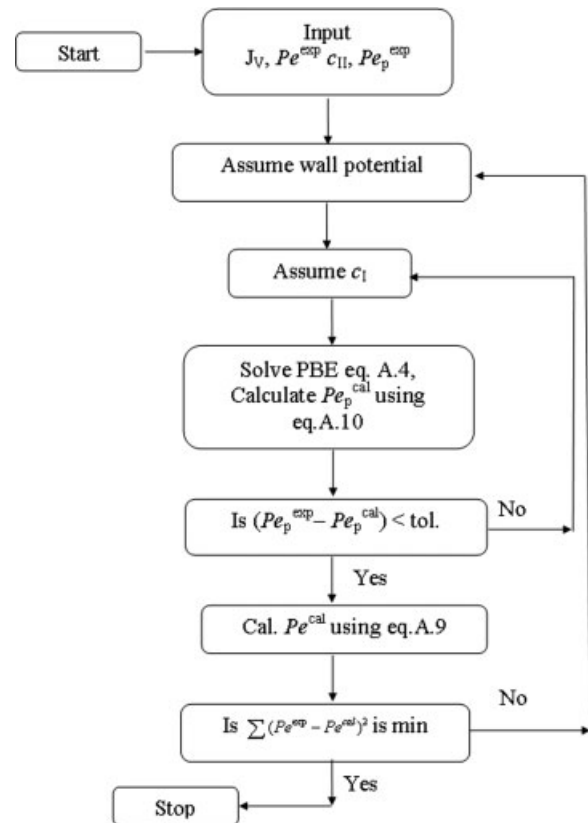 Start
Input
J_V, Pe^exp c_II, Pe_p^exp
Assume wall potential
Assume c_I
Solve PBE eq. A.4,
Calculate Pe_p^cal using
eq.A.10
Is (Pe_p^exp – Pe_p^cal) < tol.
No
Yes
Cal. Pe^cal using eq.A.9
Is ∑(Pe^exp – Pe^cal)² is min
No
Yes
Stop